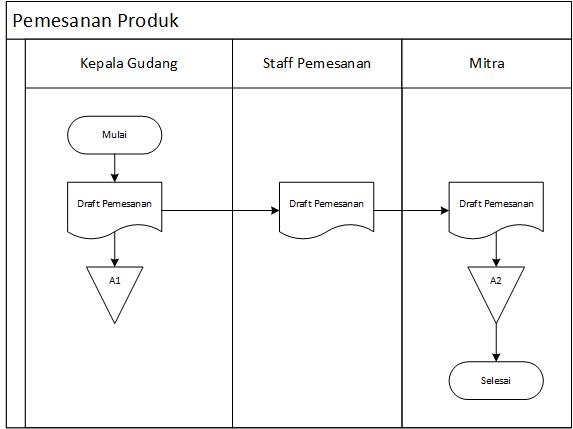 Pemesanan Produk
Kepala Gudang
Staff Pemesanan
Mitra
Mulai
Draft Pemesanan
Draft Pemesanan
Draft Pemesanan
A1
A2
Selesai